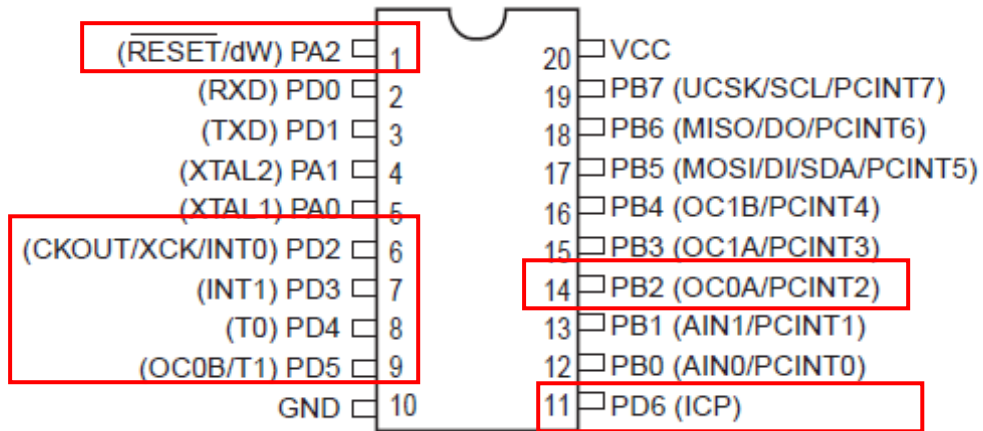 (RESET/dW) PA2 1
(RXD) PD0 2
(TXD) PD1 3
(XTAL2) PA1 4
(XTAL1) PA0 5
(CKOUT/XCK/INT0) PD2 6
(INT1) PD3 7
(T0) PD4 8
(OC0B/T1) PD5 9
GND 10
20 VCC
19 PB7 (UCSK/SCL/PCINT7)
18 PB6 (MISO/DO/PCINT6)
17 PB5 (MOSI/DI/SDA/PCINT5)
16 PB4 (OC1B/PCINT4)
15 PB3 (OC1A/PCINT3)
14 PB2 (OC0A/PCINT2)
13 PB1 (AIN1/PCINT1)
12 PB0 (AIN0/PCINT0)
11 PD6 (ICP)